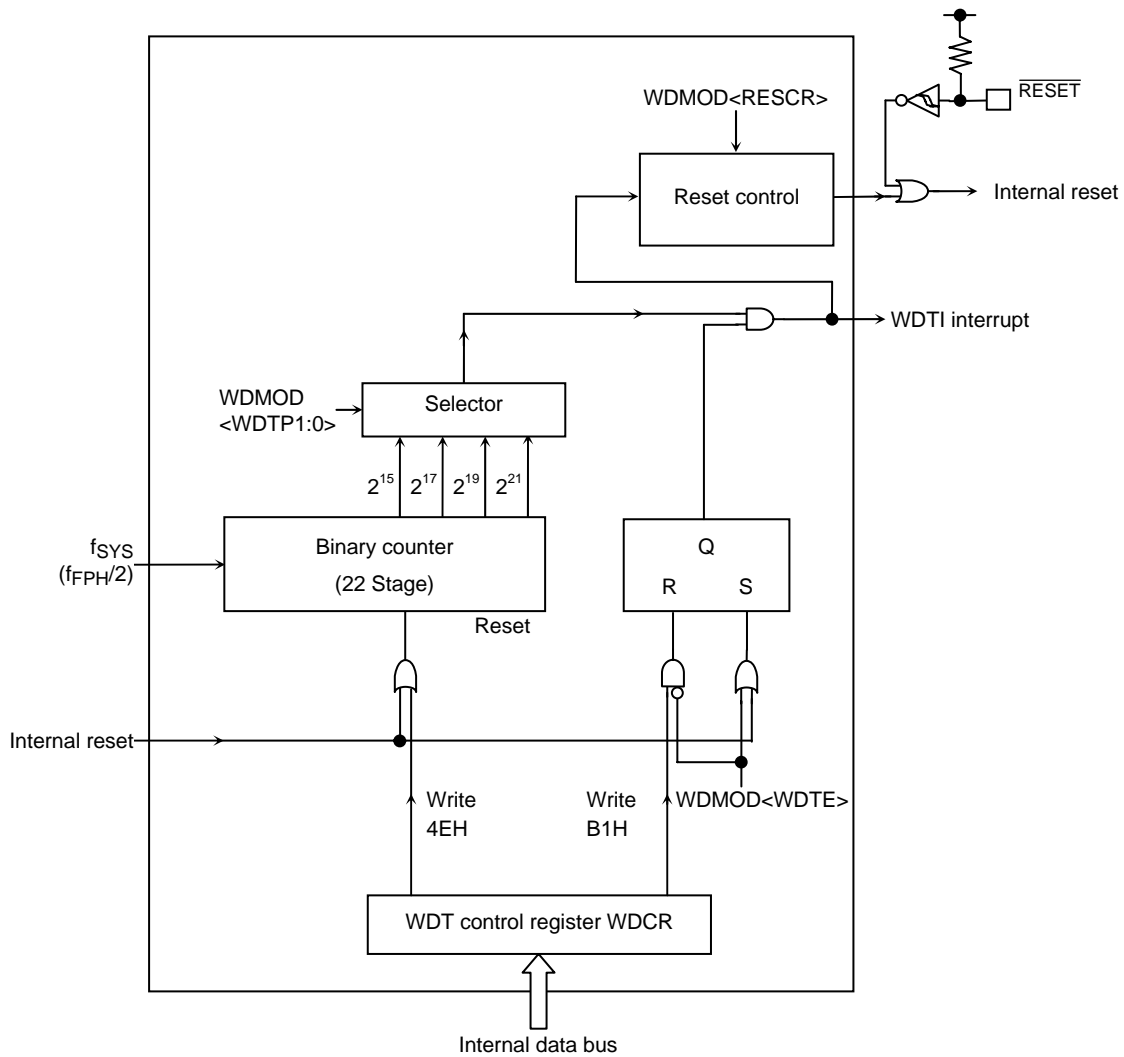 RESET
WDMOD<RESCR>
Reset control
Internal reset
WDTI interrupt
WDMOD
<WDTP1:0>
Selector
2^15 2^17 2^19 2^21
fSYS
(fFPH/2)
Binary counter
(22 Stage)
Reset
Q
R S
Internal reset
Write
4EH
Write
B1H
WDMOD<WDTE>
WDT control register WDCR
Internal data bus